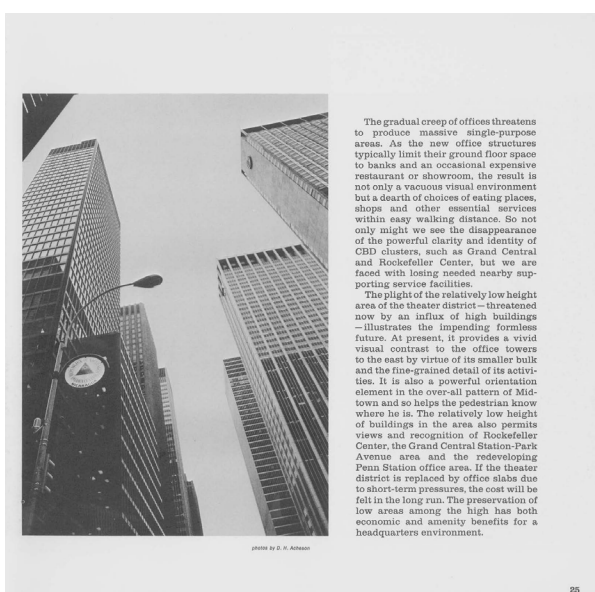 The gradual creep of offices threatens
to produce massive single-purpose
areas. As the new office structures
typically limit their ground floor space
to banks and an occasional expensive
restaurant or showroom, the result is
not only a vacuous visual environment
but a dearth of choices of eating places,
shops and other essential services
within easy walking distance. So not
only might we see the disappearance
of the powerful clarity and identity of
CBD clusters, such as Grand Central
and Rockefeller Center, but we are
faced with losing needed nearby sup-
porting service facilities.
The plight of the relatively low height
area of the theater district—threatened
now by an influx of high buildings
—illustrates the impending formless
future. At present, it provides a vivid
visual contrast to the office towers
to the east by virtue of its smaller bulk
and the fine-grained detail of its activi-
ties. It is also a powerful orientation
element in the over-all pattern of Mid-
town and so helps the pedestrian know
where he is. The relatively low height
of buildings in the area also permits
views and recognition of Rockefeller
Center, the Grand Central Station-Park
Avenue area and the redeveloping
Penn Station office area. If the theater
district is replaced by office slabs due
to short-term pressures, the cost will be
felt in the long run. The preservation of
low areas among the high has both
economic and amenity benefits for a
headquarters environment.
photos by D. H. Acheson
25